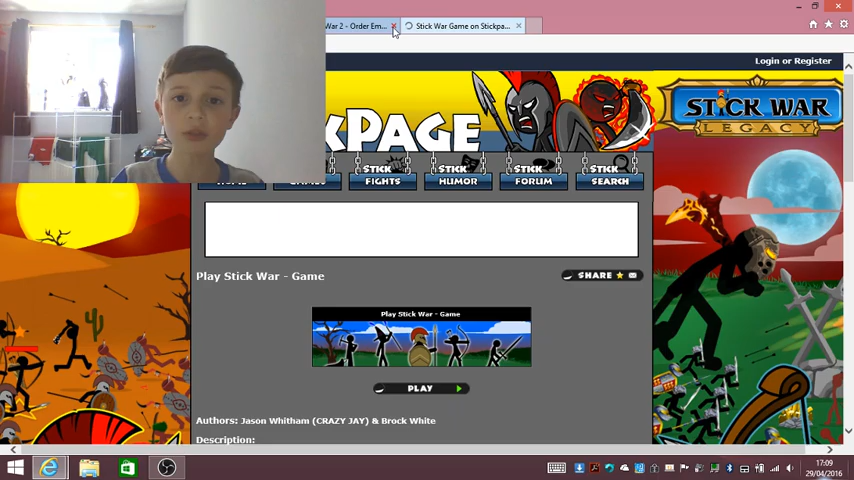 War 2 - Order Em...
Stick War Game on Stickpa...
Login or Register
KPAGE
STICK WAR
LEGACY
STICK
STICK
STICK
STICK
FIGHTS
HUMOR
FORUM
SEARCH
Play Stick War - Game
SHARE
Play Stick War - Game
PLAY
Authors: Jason Whitham (CRAZY JAY) & Brock White
Description:
17:09
29/04/2016